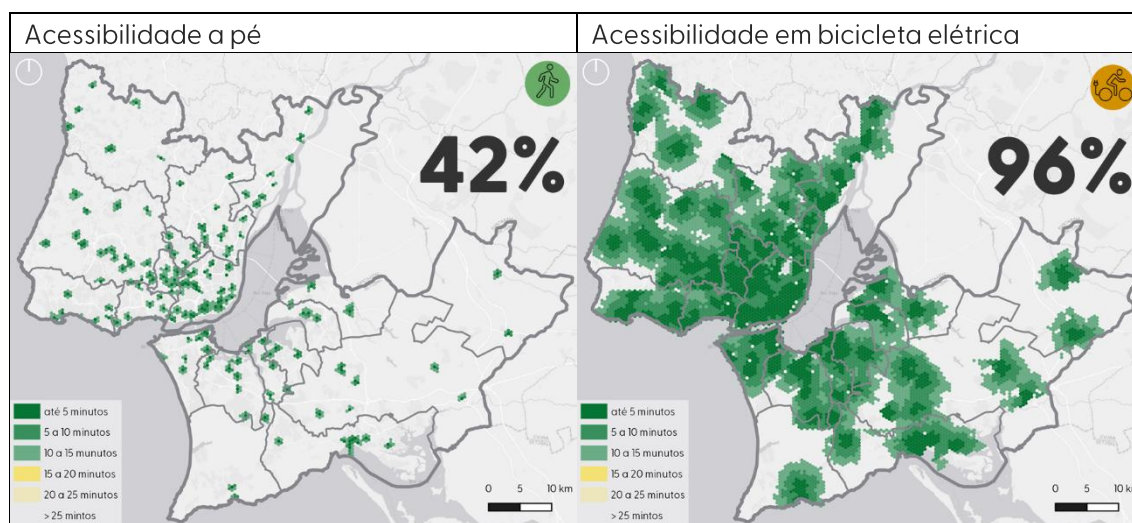 Acessibilidade a pé
Acessibilidade em bicicleta elétrica
42%
96%
até 5 minutos
5 a 10 minutos
10 a 15 munutos
15 a 20 minutos
20 a 25 minutos
> 25 mintos
0 5 10 km
até 5 minutos
5 a 10 minutos
10 a 15 munutos
15 a 20 minutos
20 a 25 minutos
> 25 mintos
0 5 10 km